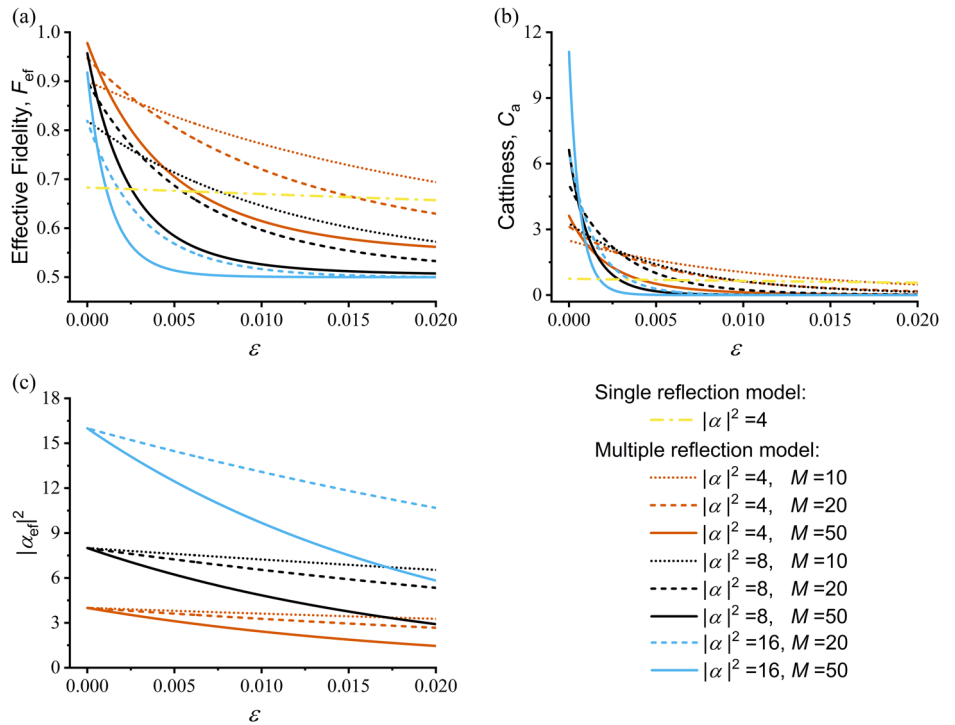 (a)
Effective Fidelity, F_ef
1.0
0.9
0.8
0.7
0.6
0.5
0.000 0.005 0.010 0.015 0.020
ε
(b)
Cattiness, C_a
12
9
6
3
0
0.000 0.005 0.010 0.015 0.020
ε
(c)
|α_ef|²
18
15
12
9
6
3
0
0.000 0.005 0.010 0.015 0.020
ε
Single reflection model:
|α|² =4
Multiple reflection model:
|α|² =4, M =10
|α|² =4, M =20
|α|² =4, M =50
|α|² =8, M =10
|α|² =8, M =20
|α|² =8, M =50
|α|² =16, M =20
|α|² =16, M =50